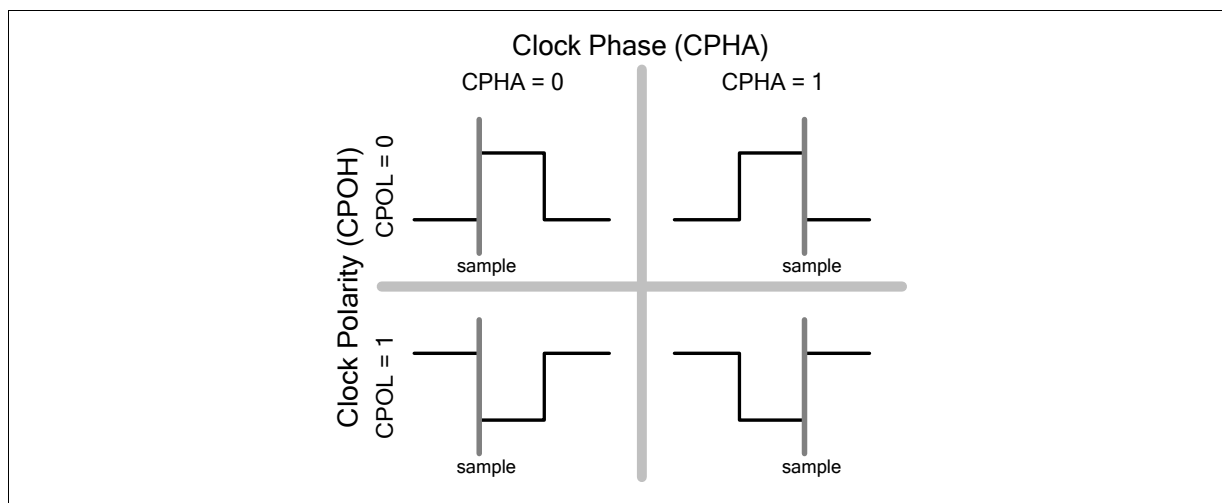 Clock Phase (CPHA)
CPHA = 0
CPHA = 1
Clock Polarity (CPOH)
CPOL = 0
sample
sample
CPOL = 1
sample
sample